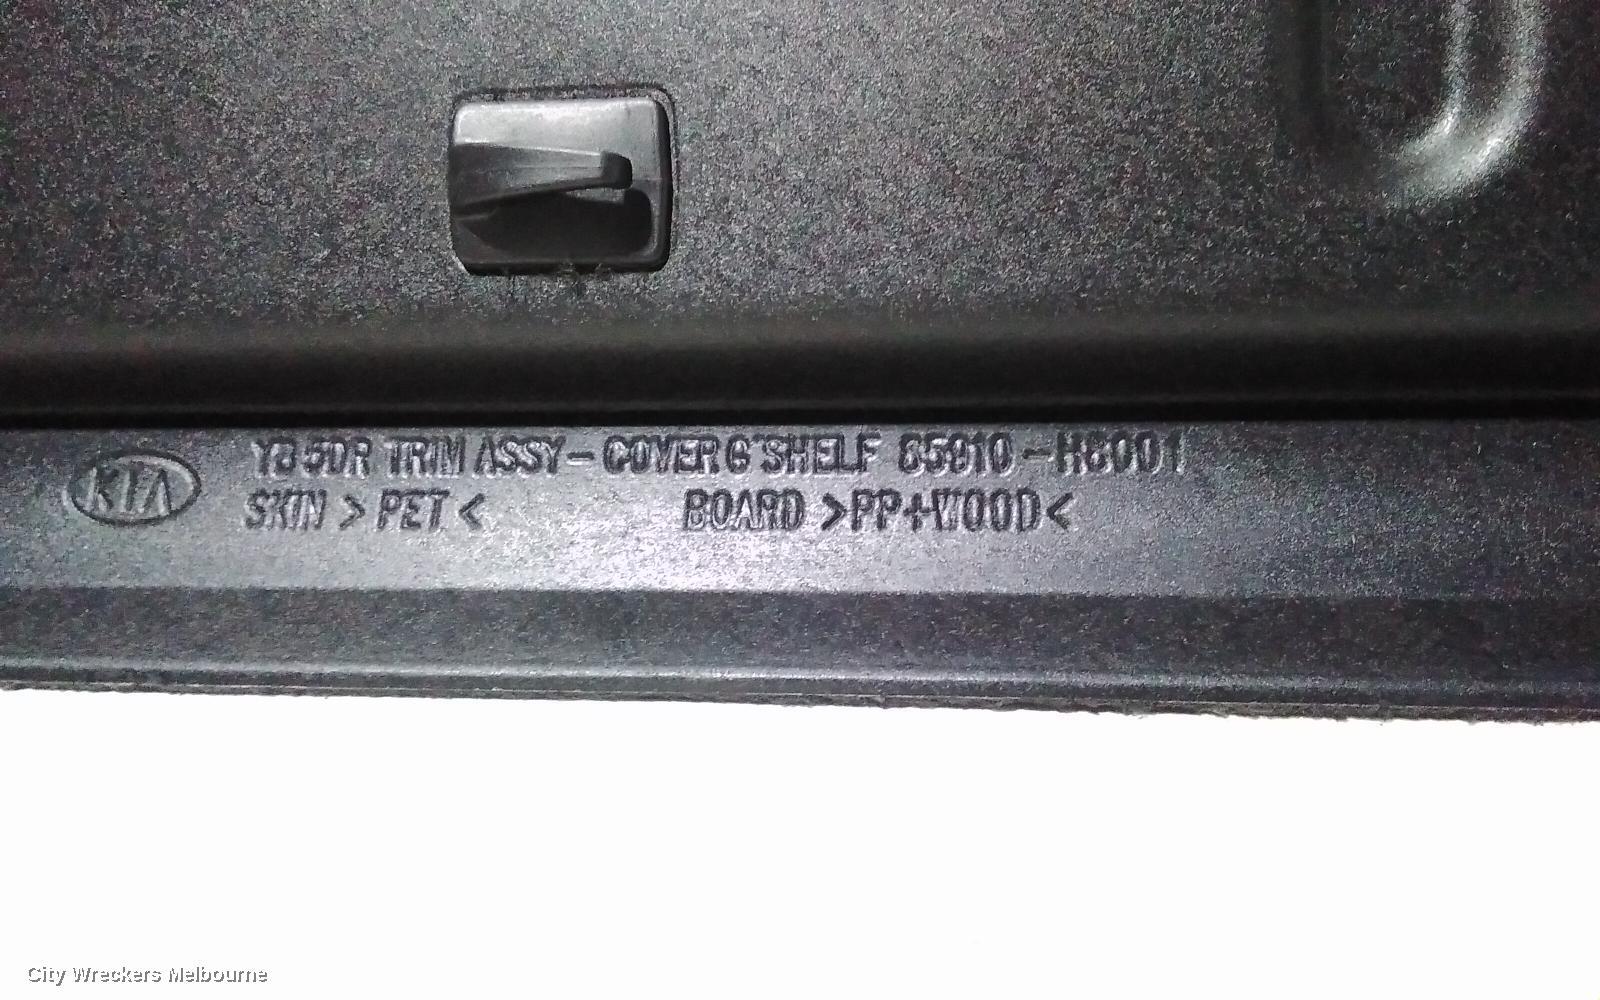 KIA
YB 5DR TRIM ASSY-COVER'G SHELF 85910-H8001
SKIN >PET< BOARD >PP+WOOD<
City Wreckers Melbourne